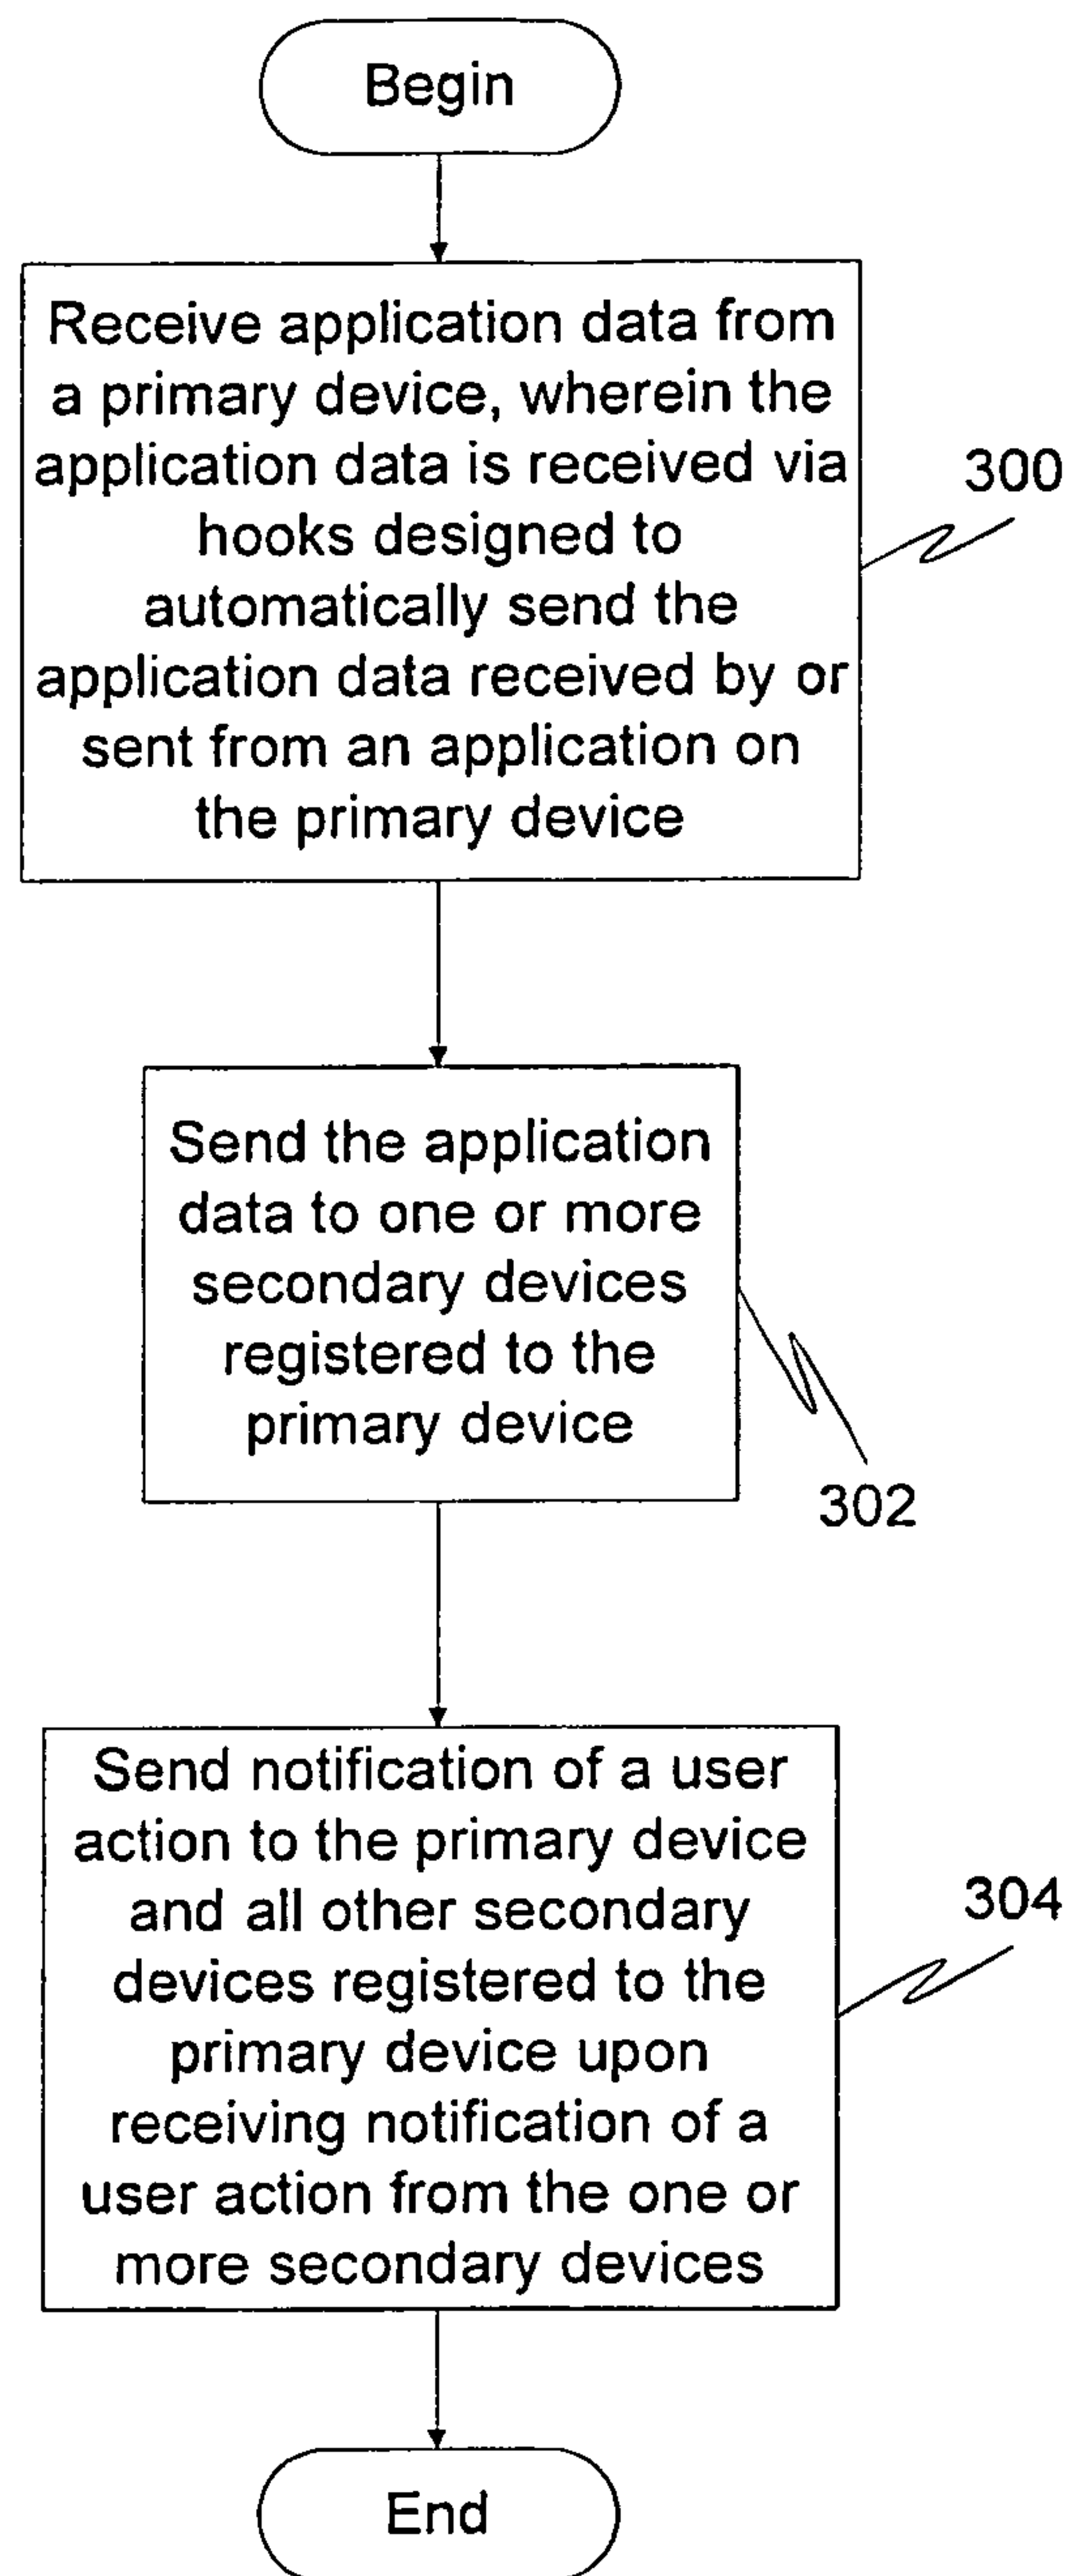 Begin
Receive application data from
a primary device, wherein the
application data is received via
hooks designed to
automatically send the
application data received by or
sent from an application on
the primary device
300
Send the application
data to one or more
secondary devices
registered to the
primary device
302
Send notification of a user
action to the primary device
and all other secondary
devices registered to the
primary device upon
receiving notification of a
user action from the one or
more secondary devices
304
End